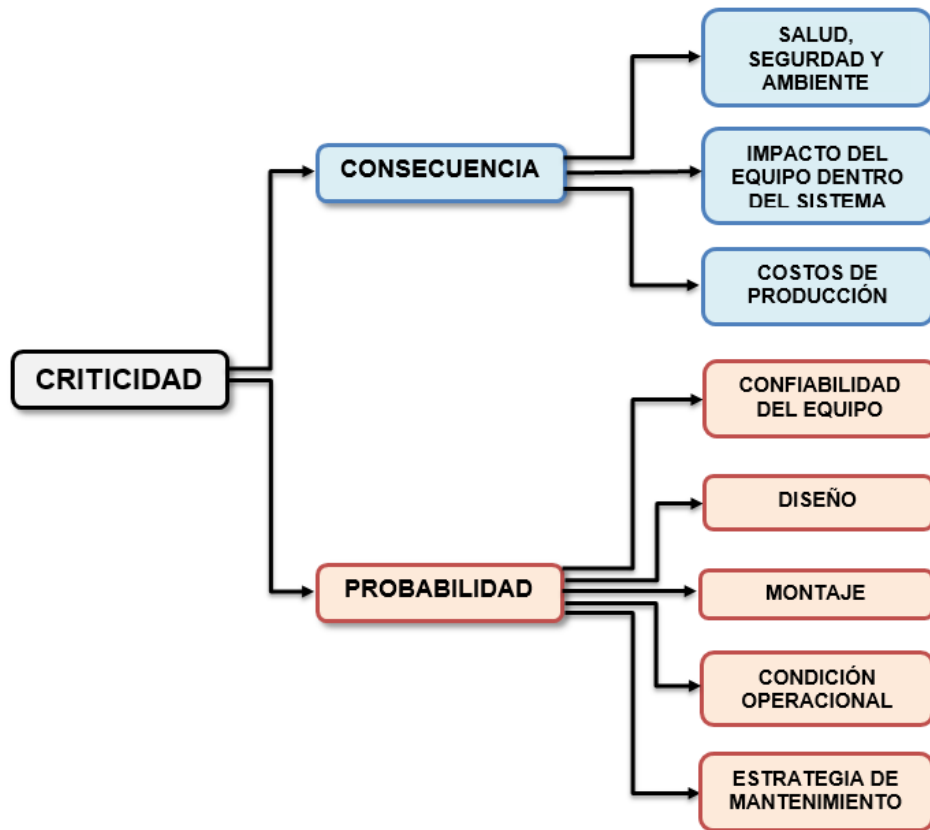 SALUD,
SEGURDAD Y
AMBIENTE
CONSECUENCIA
IMPACTO DEL
EQUIPO DENTRO
DEL SISTEMA
COSTOS DE
PRODUCCIÓN
CRITICIDAD
CONFIABILIDAD
DEL EQUIPO
DISEÑO
PROBABILIDAD
MONTAJE
CONDICIÓN
OPERACIONAL
ESTRATEGIA DE
MANTENIMIENTO